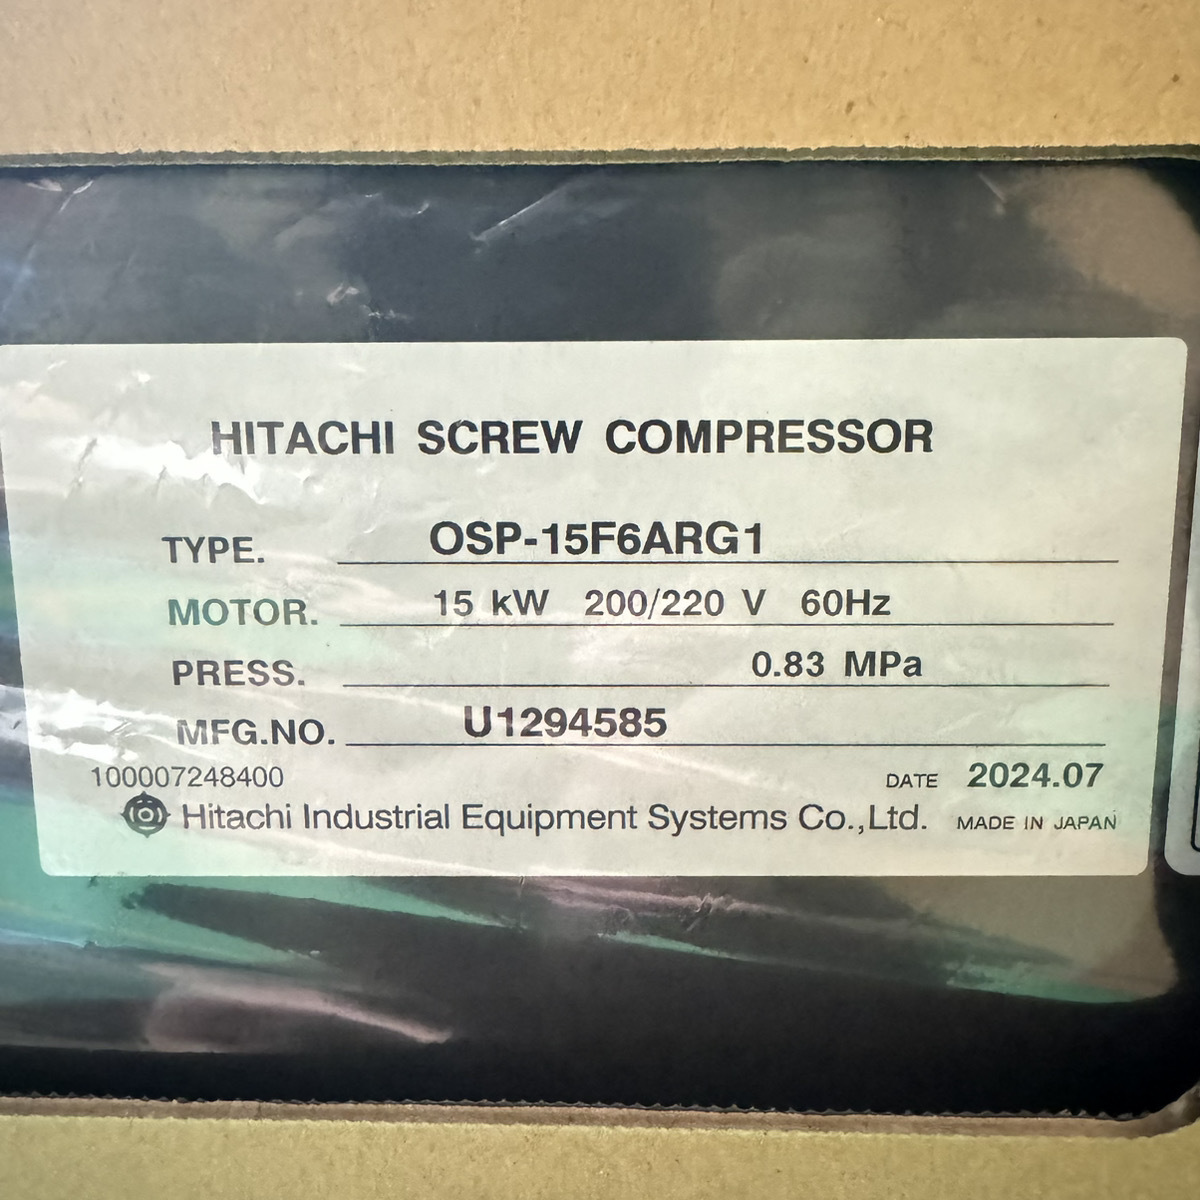 HITACHI SCREW COMPRESSOR
TYPE. OSP-15F6ARG1
MOTOR. 15 kW 200/220 V 60Hz
PRESS. 0.83 MPa
MFG.NO. U1294585
100007248400 DATE 2024.07
Hitachi Industrial Equipment Systems Co.,Ltd. MADE IN JAPAN